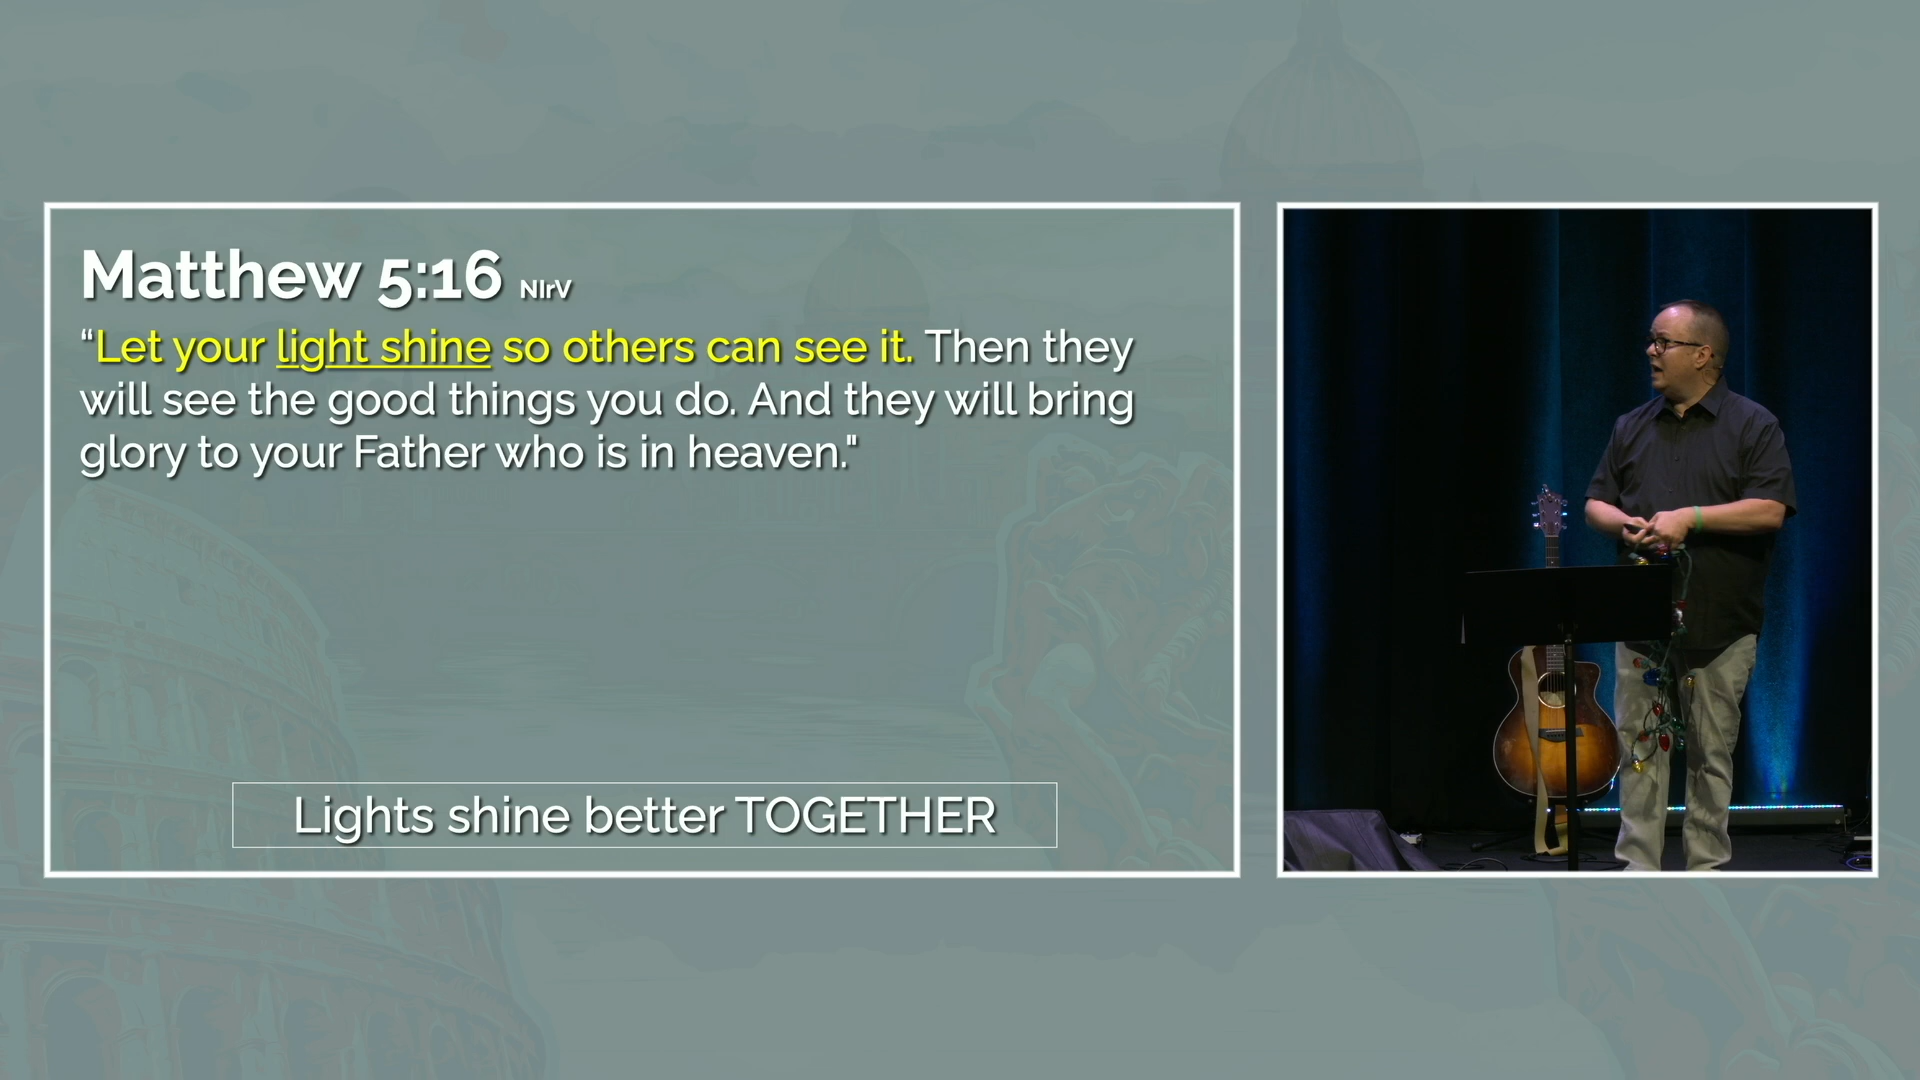 Matthew 5:16 NIrV
“Let your light shine so others can see it. Then they
will see the good things you do. And they will bring
glory to your Father who is in heaven."
Lights shine better TOGETHER